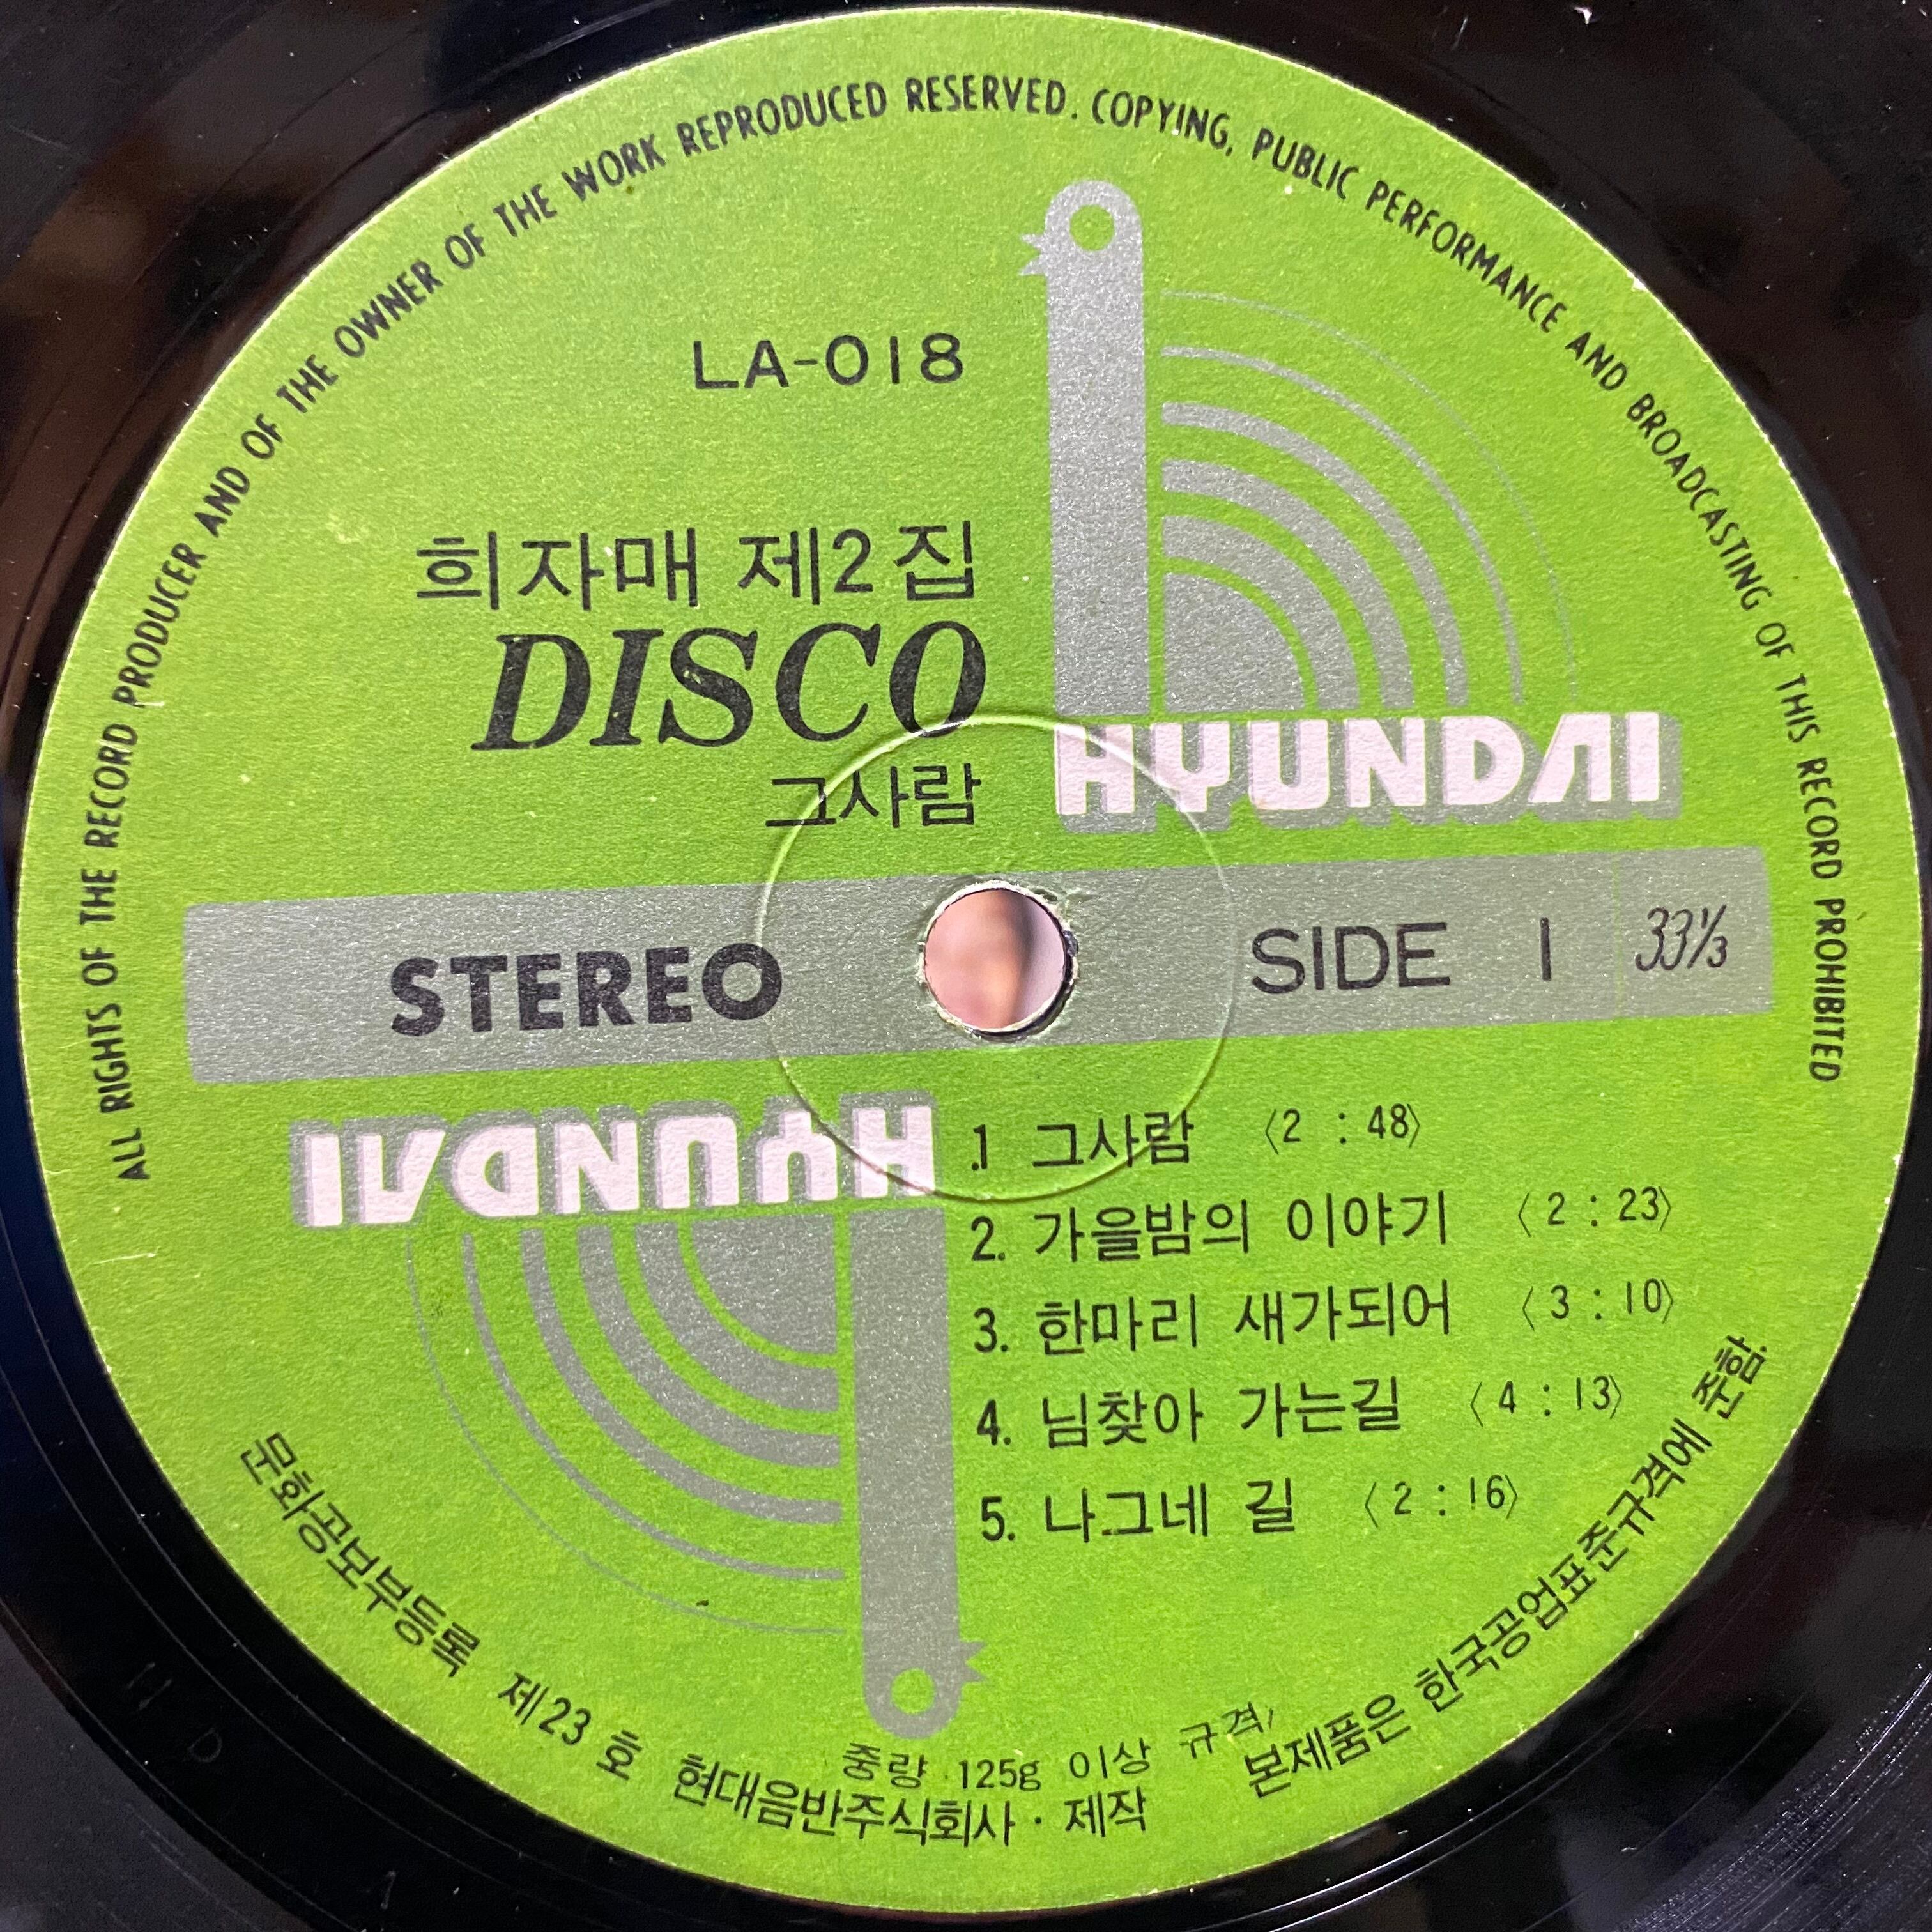 ALL RIGHTS OF THE RECORD PRODUCER AND OF THE OWNER OF THE WORK REPRODUCED RESERVED. COPYING, PUBLIC PERFORMANCE AND BROADCASTING OF THIS RECORD PROHIBITED
LA-018
희자매 제2집
DISCO
그사람
HYUNDAI
STEREO
SIDE 1 33⅓
HYUNDAI
.1 그사람 〈2 : 48〉
2. 가을밤의 이야기 〈2 : 23〉
3. 한마리 새가되어 〈3 : 10〉
4. 님찾아 가는길 〈4 : 13〉
5. 나그네 길 〈2 : 16〉
중량 125g 이상 규격,
문화공보부등록 제23호 현대음반주식회사 · 제작
본제품은 한국공업표준규격에 준함.